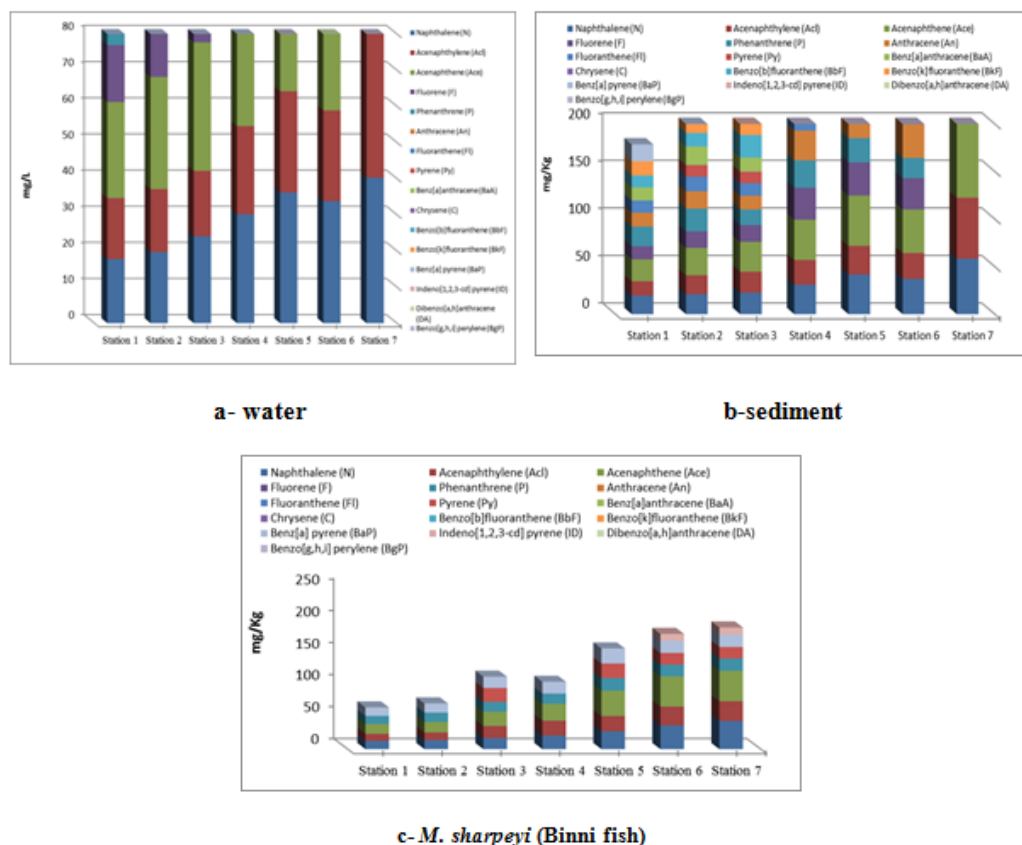 80
70
60
50
40
30
20
10
0
mg/L
Station 1 Station 2 Station 3 Station 4 Station 5 Station 6 Station 7
Naphthalene (N)
Acenaphthylene (Acl)
Acenaphthene (Ace)
Fluorene (F)
Phenanthrene (P)
Anthracene (An)
Fluoranthene (Fl)
Pyrene (Py)
Benz[a]anthracene (BaA)
Chrysene (C)
Benzo[b]fluoranthene (BbF)
Benzo[k]fluoranthene (BkF)
Benz[a] pyrene (BaP)
Indeno[1,2,3-cd] pyrene (ID)
Dibenzo[a,h]anthracene
(DA)
Benzo[g,h,i] perylene (BgP)
a- water
Naphthalene (N) Acenaphthylene (Acl) Acenaphthene (Ace)
Fluorene (F) Phenanthrene (P) Anthracene (An)
Fluoranthene (Fl) Pyrene (Py) Benz[a]anthracene (BaA)
Chrysene (C) Benzo[b]fluoranthene (BbF) Benzo[k]fluoranthene (BkF)
Benz[a] pyrene (BaP) Indeno[1,2,3-cd] pyrene (ID) Dibenzo[a,h]anthracene (DA)
Benzo[g,h,i] perylene (BgP)
200
150
100
50
0
mg/Kg
Station 1 Station 2 Station 3 Station 4 Station 5 Station 6 Station 7
b-sediment
Naphthalene (N) Acenaphthylene (Acl) Acenaphthene (Ace)
Fluorene (F) Phenanthrene (P) Anthracene (An)
Fluoranthene (Fl) Pyrene (Py) Benz[a]anthracene (BaA)
Chrysene (C) Benzo[b]fluoranthene (BbF) Benzo[k]fluoranthene (BkF)
Benz[a] pyrene (BaP) Indeno[1,2,3-cd] pyrene (ID) Dibenzo[a,h]anthracene (DA)
Benzo[g,h,i] perylene (BgP)
250
200
150
100
50
0
mg/Kg
Station 1 Station 2 Station 3 Station 4 Station 5 Station 6 Station 7
c- M. sharpeyi (Binni fish)